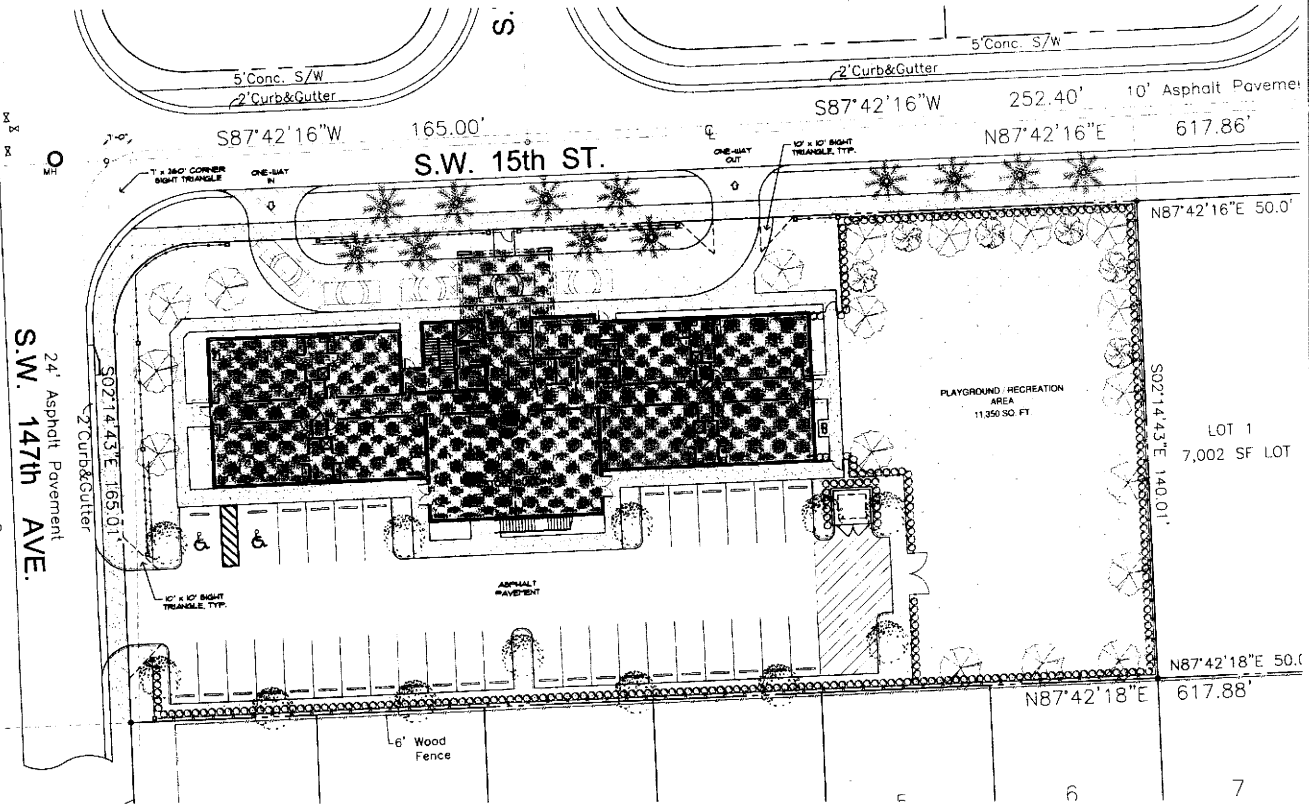 S.
5'Conc. S/W
2'Curb&Gutter
5'Conc. S/W
2'Curb&Gutter
S87°42'16"W 165.00'
S87°42'16"W 252.40'
10' Asphalt Paveme
N87°42'16"E 617.86'
MH
S.W. 15th ST.
CORNER
SIGHT TRIANGLE
ONE-WAY
IN
ONE-WAY
OUT
10' x 10' SIGHT
TRIANGLE, TYP.
N87°42'16"E 50.0'
S.W. 147th AVE.
24' Asphalt Pavement
2'Curb&Gutter
S02°14'43"E 165.01'
PLAYGROUND / RECREATION
AREA
11,350 SQ. FT.
S02°14'43"E 140.01'
LOT 1
7,002 SF LOT
10' x 10' SIGHT
TRIANGLE, TYP.
ASPHALT
PAVEMENT
N87°42'18"E 50.0
N87°42'18"E 617.88'
6' Wood
Fence
6
7